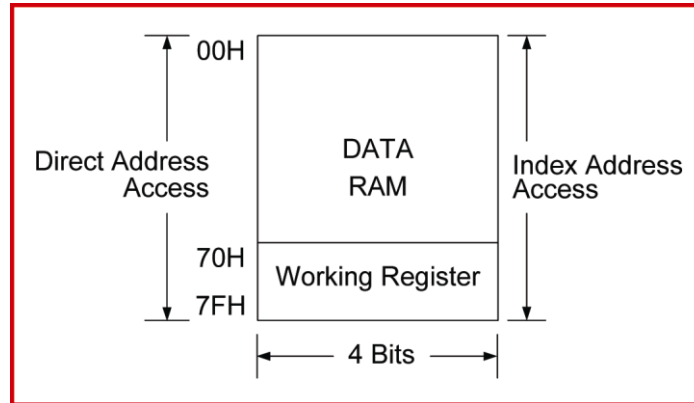 00H
Direct Address
Access
DATA
RAM
Index Address
Access
70H
Working Register
7FH
4 Bits